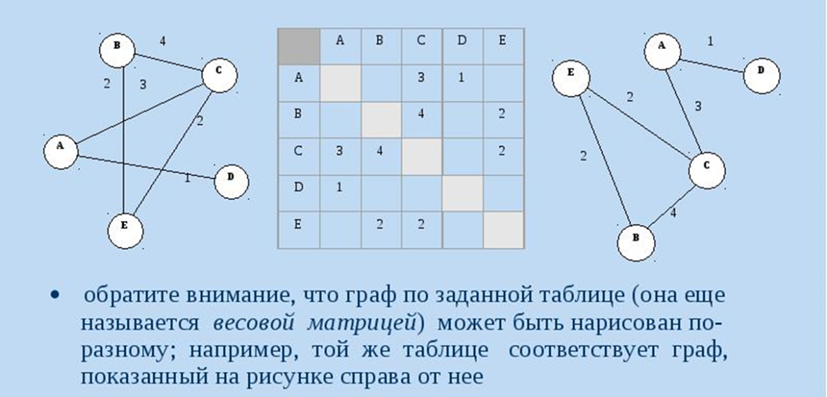 B 4 C 2 3 2 A 1 D E
A B C D E
A 3 1
B 4 2
C 3 4 2
D 1
E 2 2
A 1 D E 2 3 2 C 4 B
• обратите внимание, что граф по заданной таблице (она еще
называется весовой матрицей) может быть нарисован по-
разному; например, той же таблице соответствует граф,
показанный на рисунке справа от нее